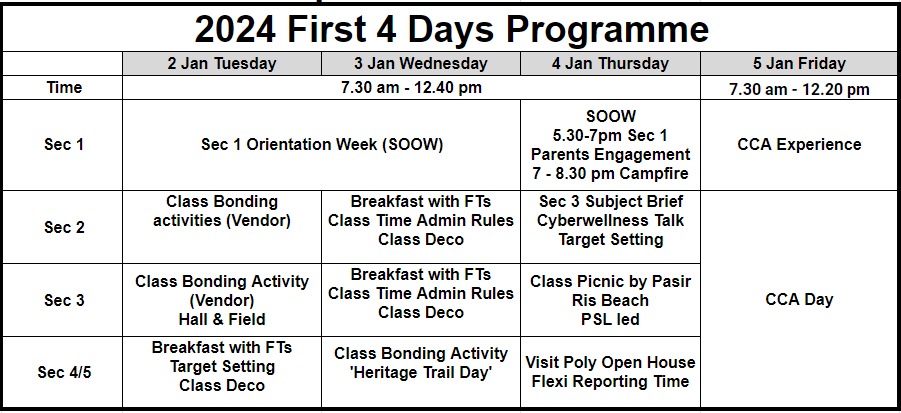 2024 First 4 Days Programme
2 Jan Tuesday 3 Jan Wednesday 4 Jan Thursday 5 Jan Friday
Time 7.30 am - 12.40 pm 7.30 am - 12.20 pm
Sec 1
Sec 1 Orientation Week (SOOW)
SOOW
5.30-7pm Sec 1
Parents Engagement
7 - 8.30 pm Campfire
CCA Experience
Sec 2
Class Bonding
activities (Vendor)
Breakfast with FTs
Class Time Admin Rules
Class Deco
Sec 3 Subject Brief
Cyberwellness Talk
Target Setting
CCA Day
Sec 3
Class Bonding Activity
(Vendor)
Hall & Field
Breakfast with FTs
Class Time Admin Rules
Class Deco
Class Picnic by Pasir
Ris Beach
PSL led
Sec 4/5
Breakfast with FTs
Target Setting
Class Deco
Class Bonding Activity
'Heritage Trail Day'
Visit Poly Open House
Flexi Reporting Time